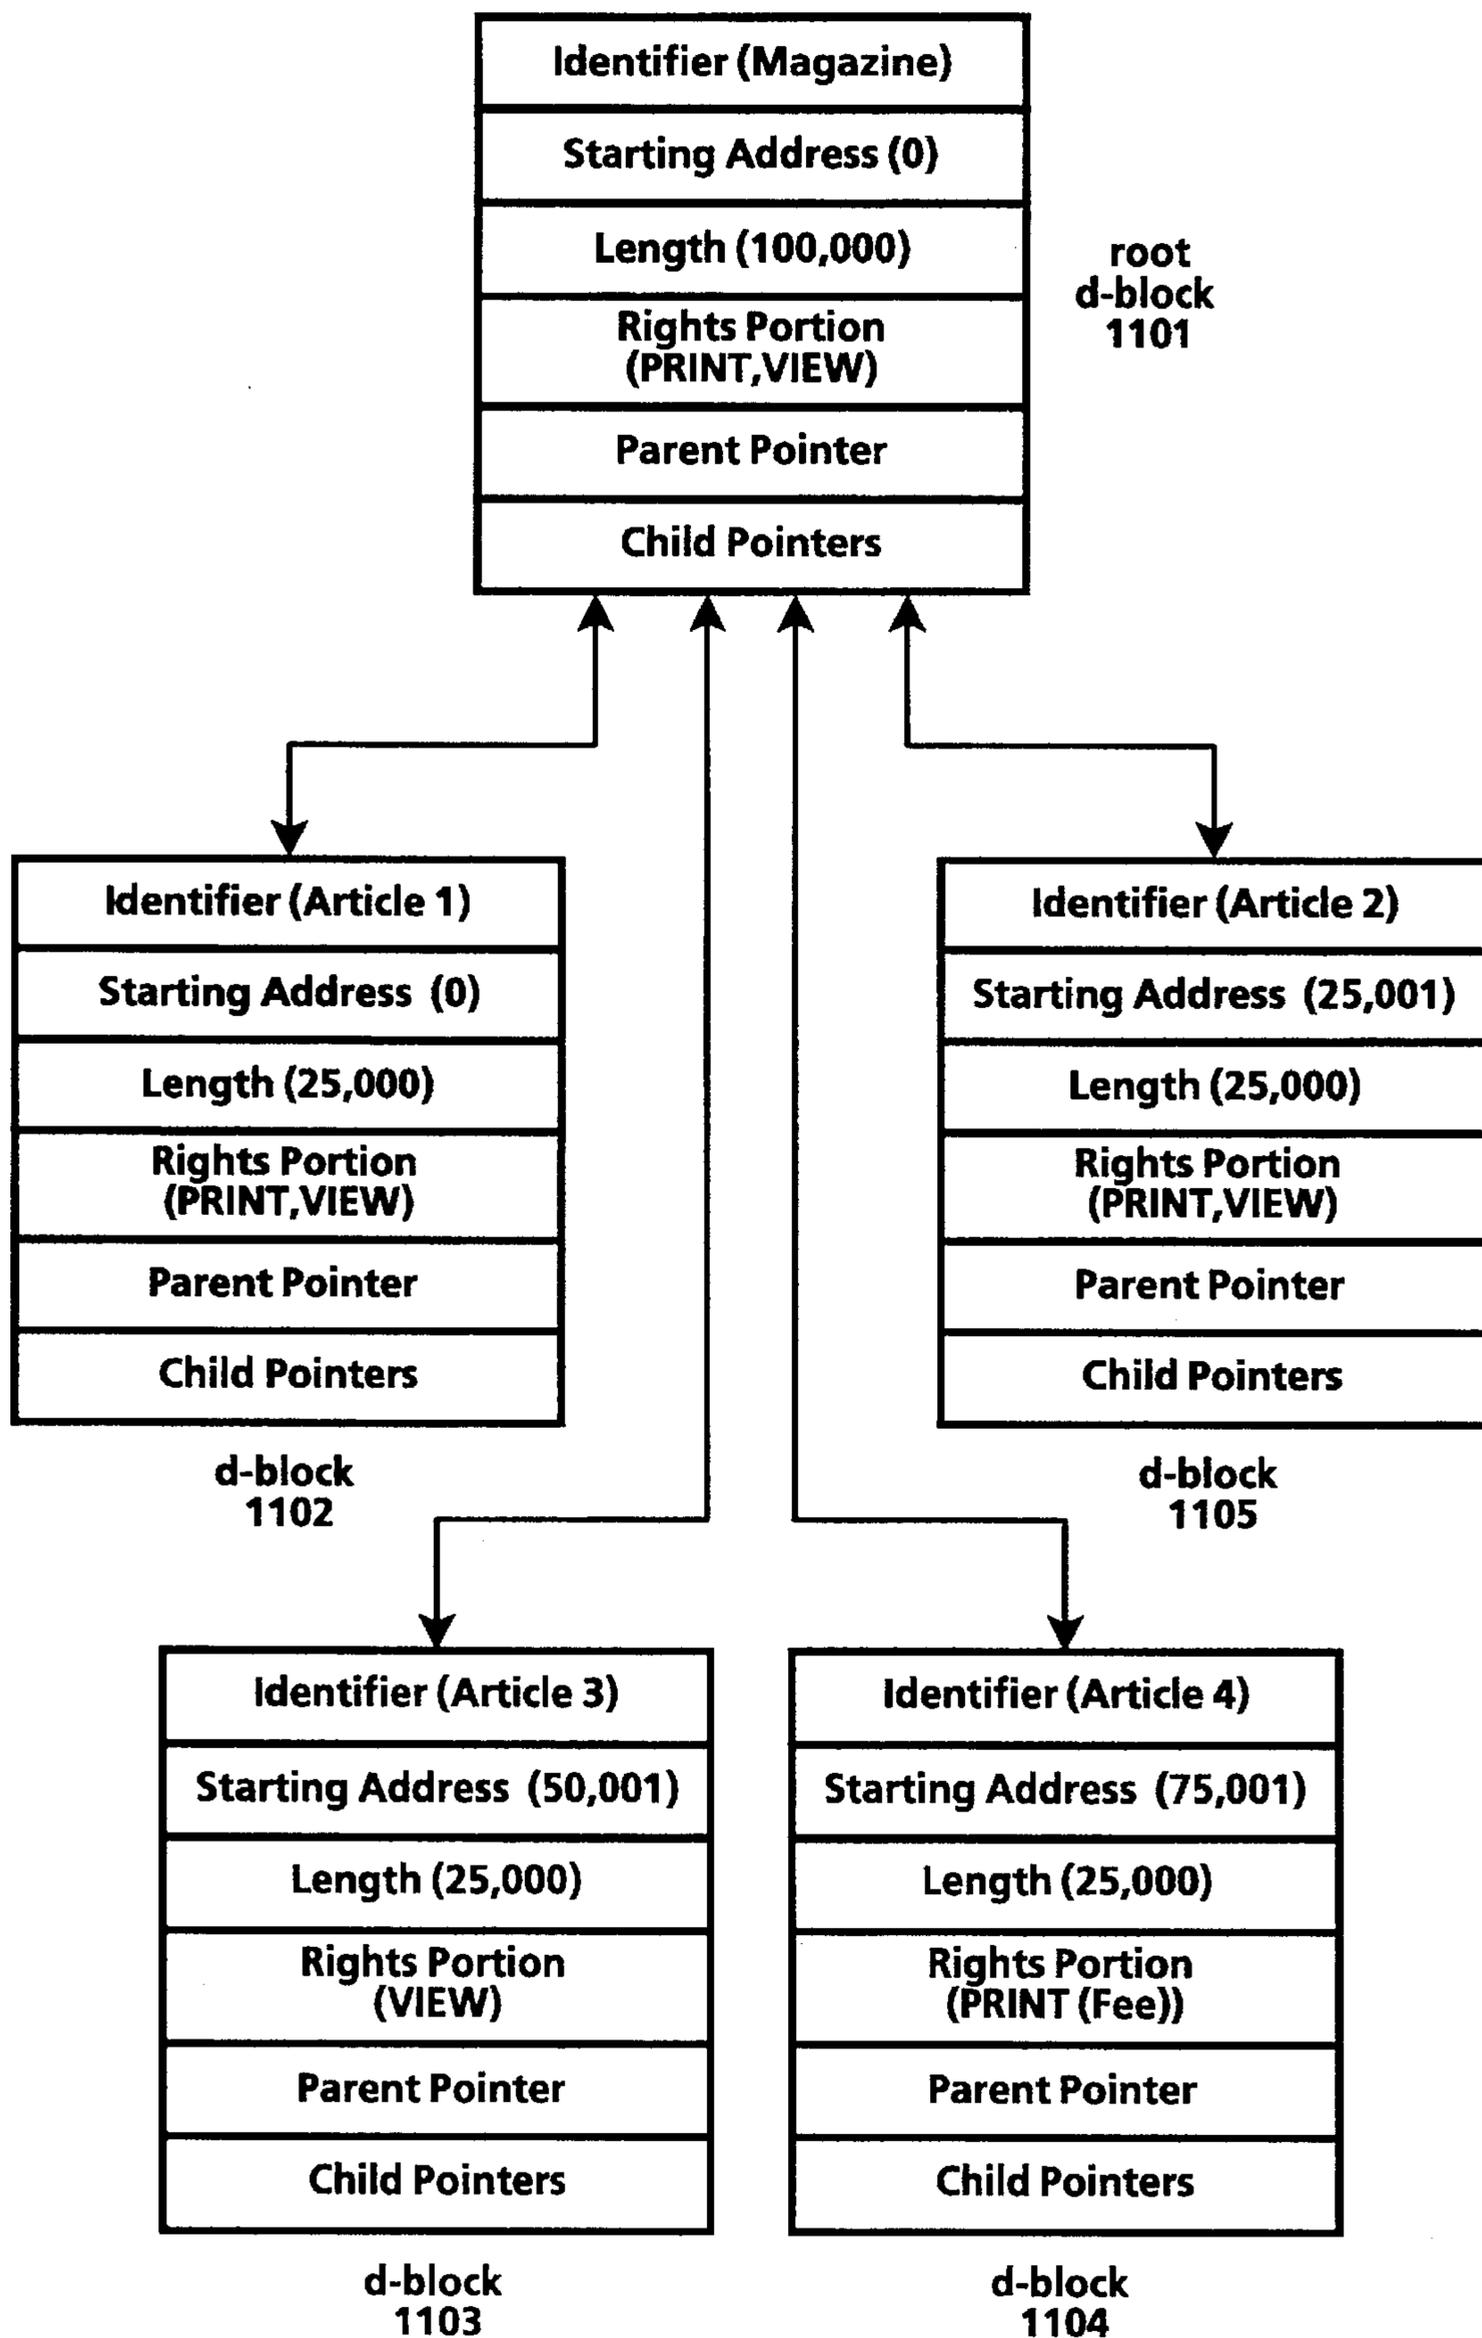 Identifier (Magazine)
Starting Address (0)
Length (100,000)
Rights Portion
(PRINT,VIEW)
Parent Pointer
Child Pointers
root
d-block
1101
Identifier (Article 1)
Starting Address (0)
Length (25,000)
Rights Portion
(PRINT,VIEW)
Parent Pointer
Child Pointers
d-block
1102
Identifier (Article 2)
Starting Address (25,001)
Length (25,000)
Rights Portion
(PRINT,VIEW)
Parent Pointer
Child Pointers
d-block
1105
Identifier (Article 3)
Starting Address (50,001)
Length (25,000)
Rights Portion
(VIEW)
Parent Pointer
Child Pointers
d-block
1103
Identifier (Article 4)
Starting Address (75,001)
Length (25,000)
Rights Portion
(PRINT (Fee))
Parent Pointer
Child Pointers
d-block
1104